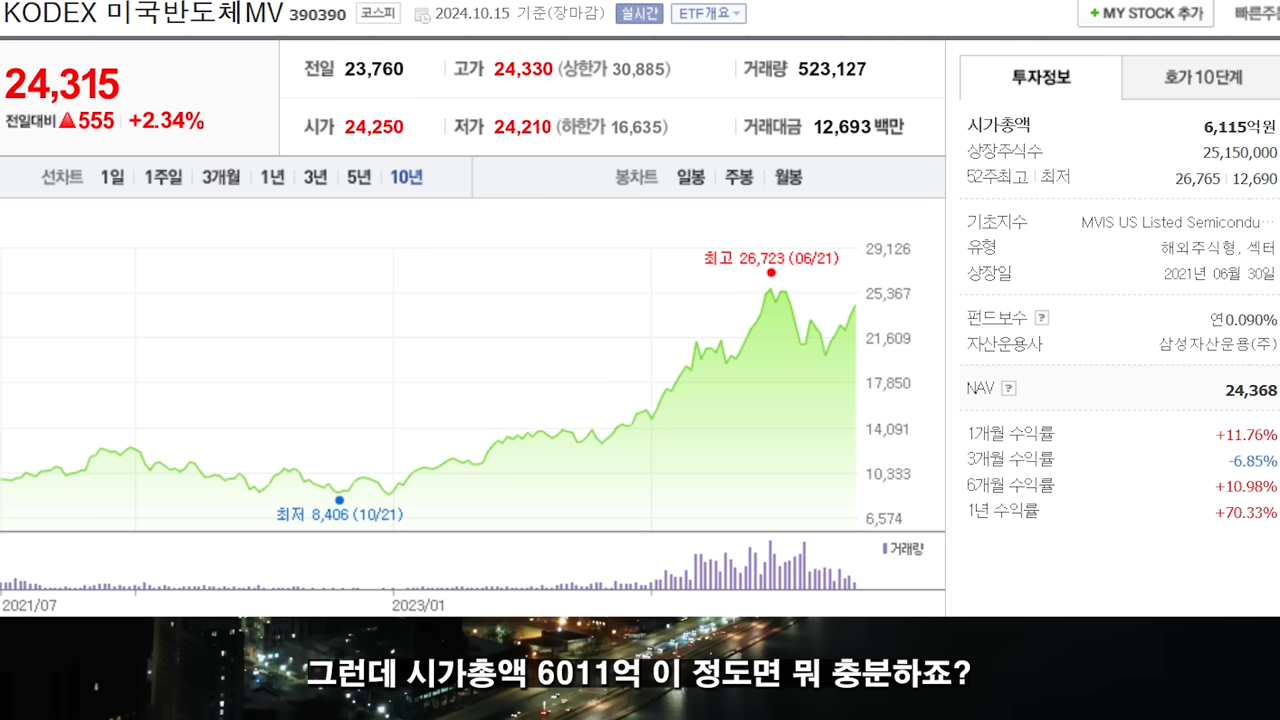 KODEX 미국반도체MV 390390 코스피 2024.10.15 기준(장마감) 실시간 ETF개요
+ MY STOCK 추가
24,315
전일대비 ▲555 +2.34%
전일 23,760 고가 24,330 (상한가 30,885) 거래량 523,127
시가 24,250 저가 24,210 (하한가 16,635) 거래대금 12,693 백만
선차트 1일 1주일 3개월 1년 3년 5년 10년 봉차트 일봉 주봉 월봉
최고 26,723 (06/21)
최저 8,406 (10/21)
29,126
25,367
21,609
17,850
14,091
10,333
6,574
거래량
2021/07 2023/01
투자정보 호가 10단계
시가총액 6,115억원
상장주식수 25,150,000
52주최고 최저 26,765 12,690
기초지수 MVIS US Listed Semicondu…
유형 해외주식형, 섹터
상장일 2021년 06월 30일
펀드보수 ? 연0.090%
자산운용사 삼성자산운용(주)
NAV ? 24,368
1개월 수익률 +11.76%
3개월 수익률 -6.85%
6개월 수익률 +10.98%
1년 수익률 +70.33%
그런데 시가총액 6011억 이 정도면 뭐 충분하죠?